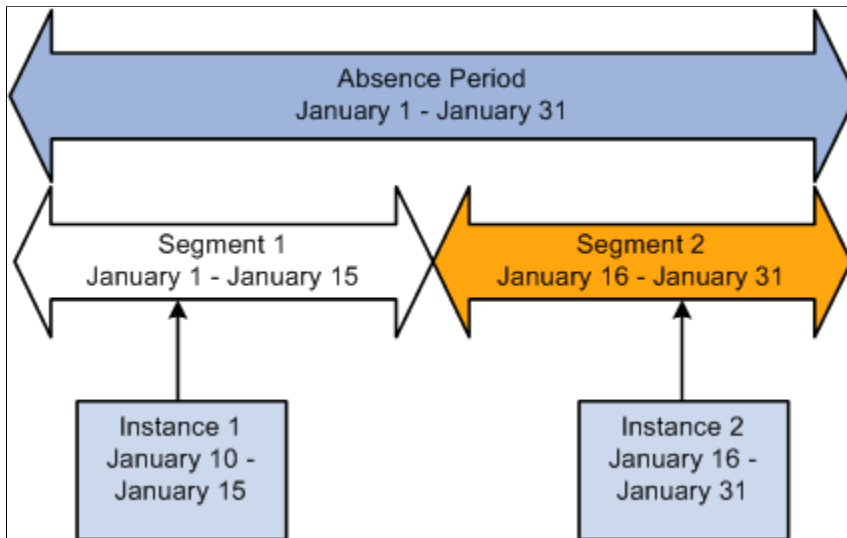 Absence Period
January 1 - January 31
Segment 1
January 1 - January 15
Segment 2
January 16 - January 31
Instance 1
January 10 -
January 15
Instance 2
January 16 -
January 31